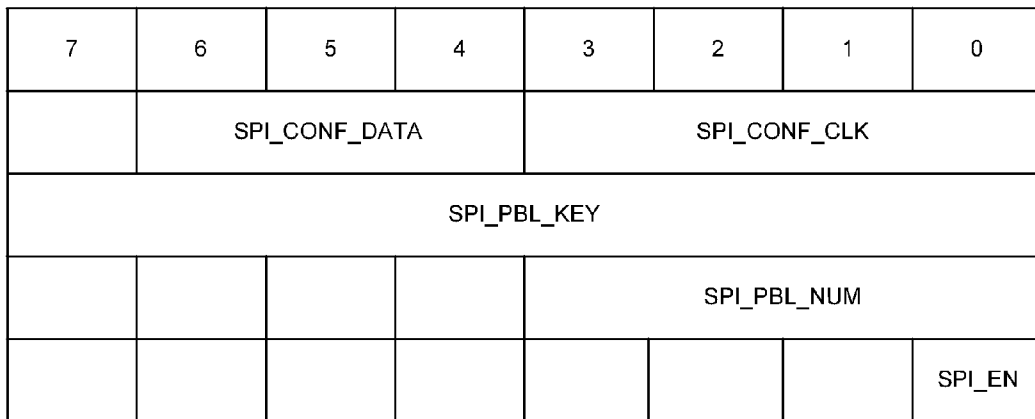 7 6 5 4 3 2 1 0
SPI_CONF_DATA SPI_CONF_CLK
SPI_PBL_KEY
SPI_PBL_NUM
SPI_EN